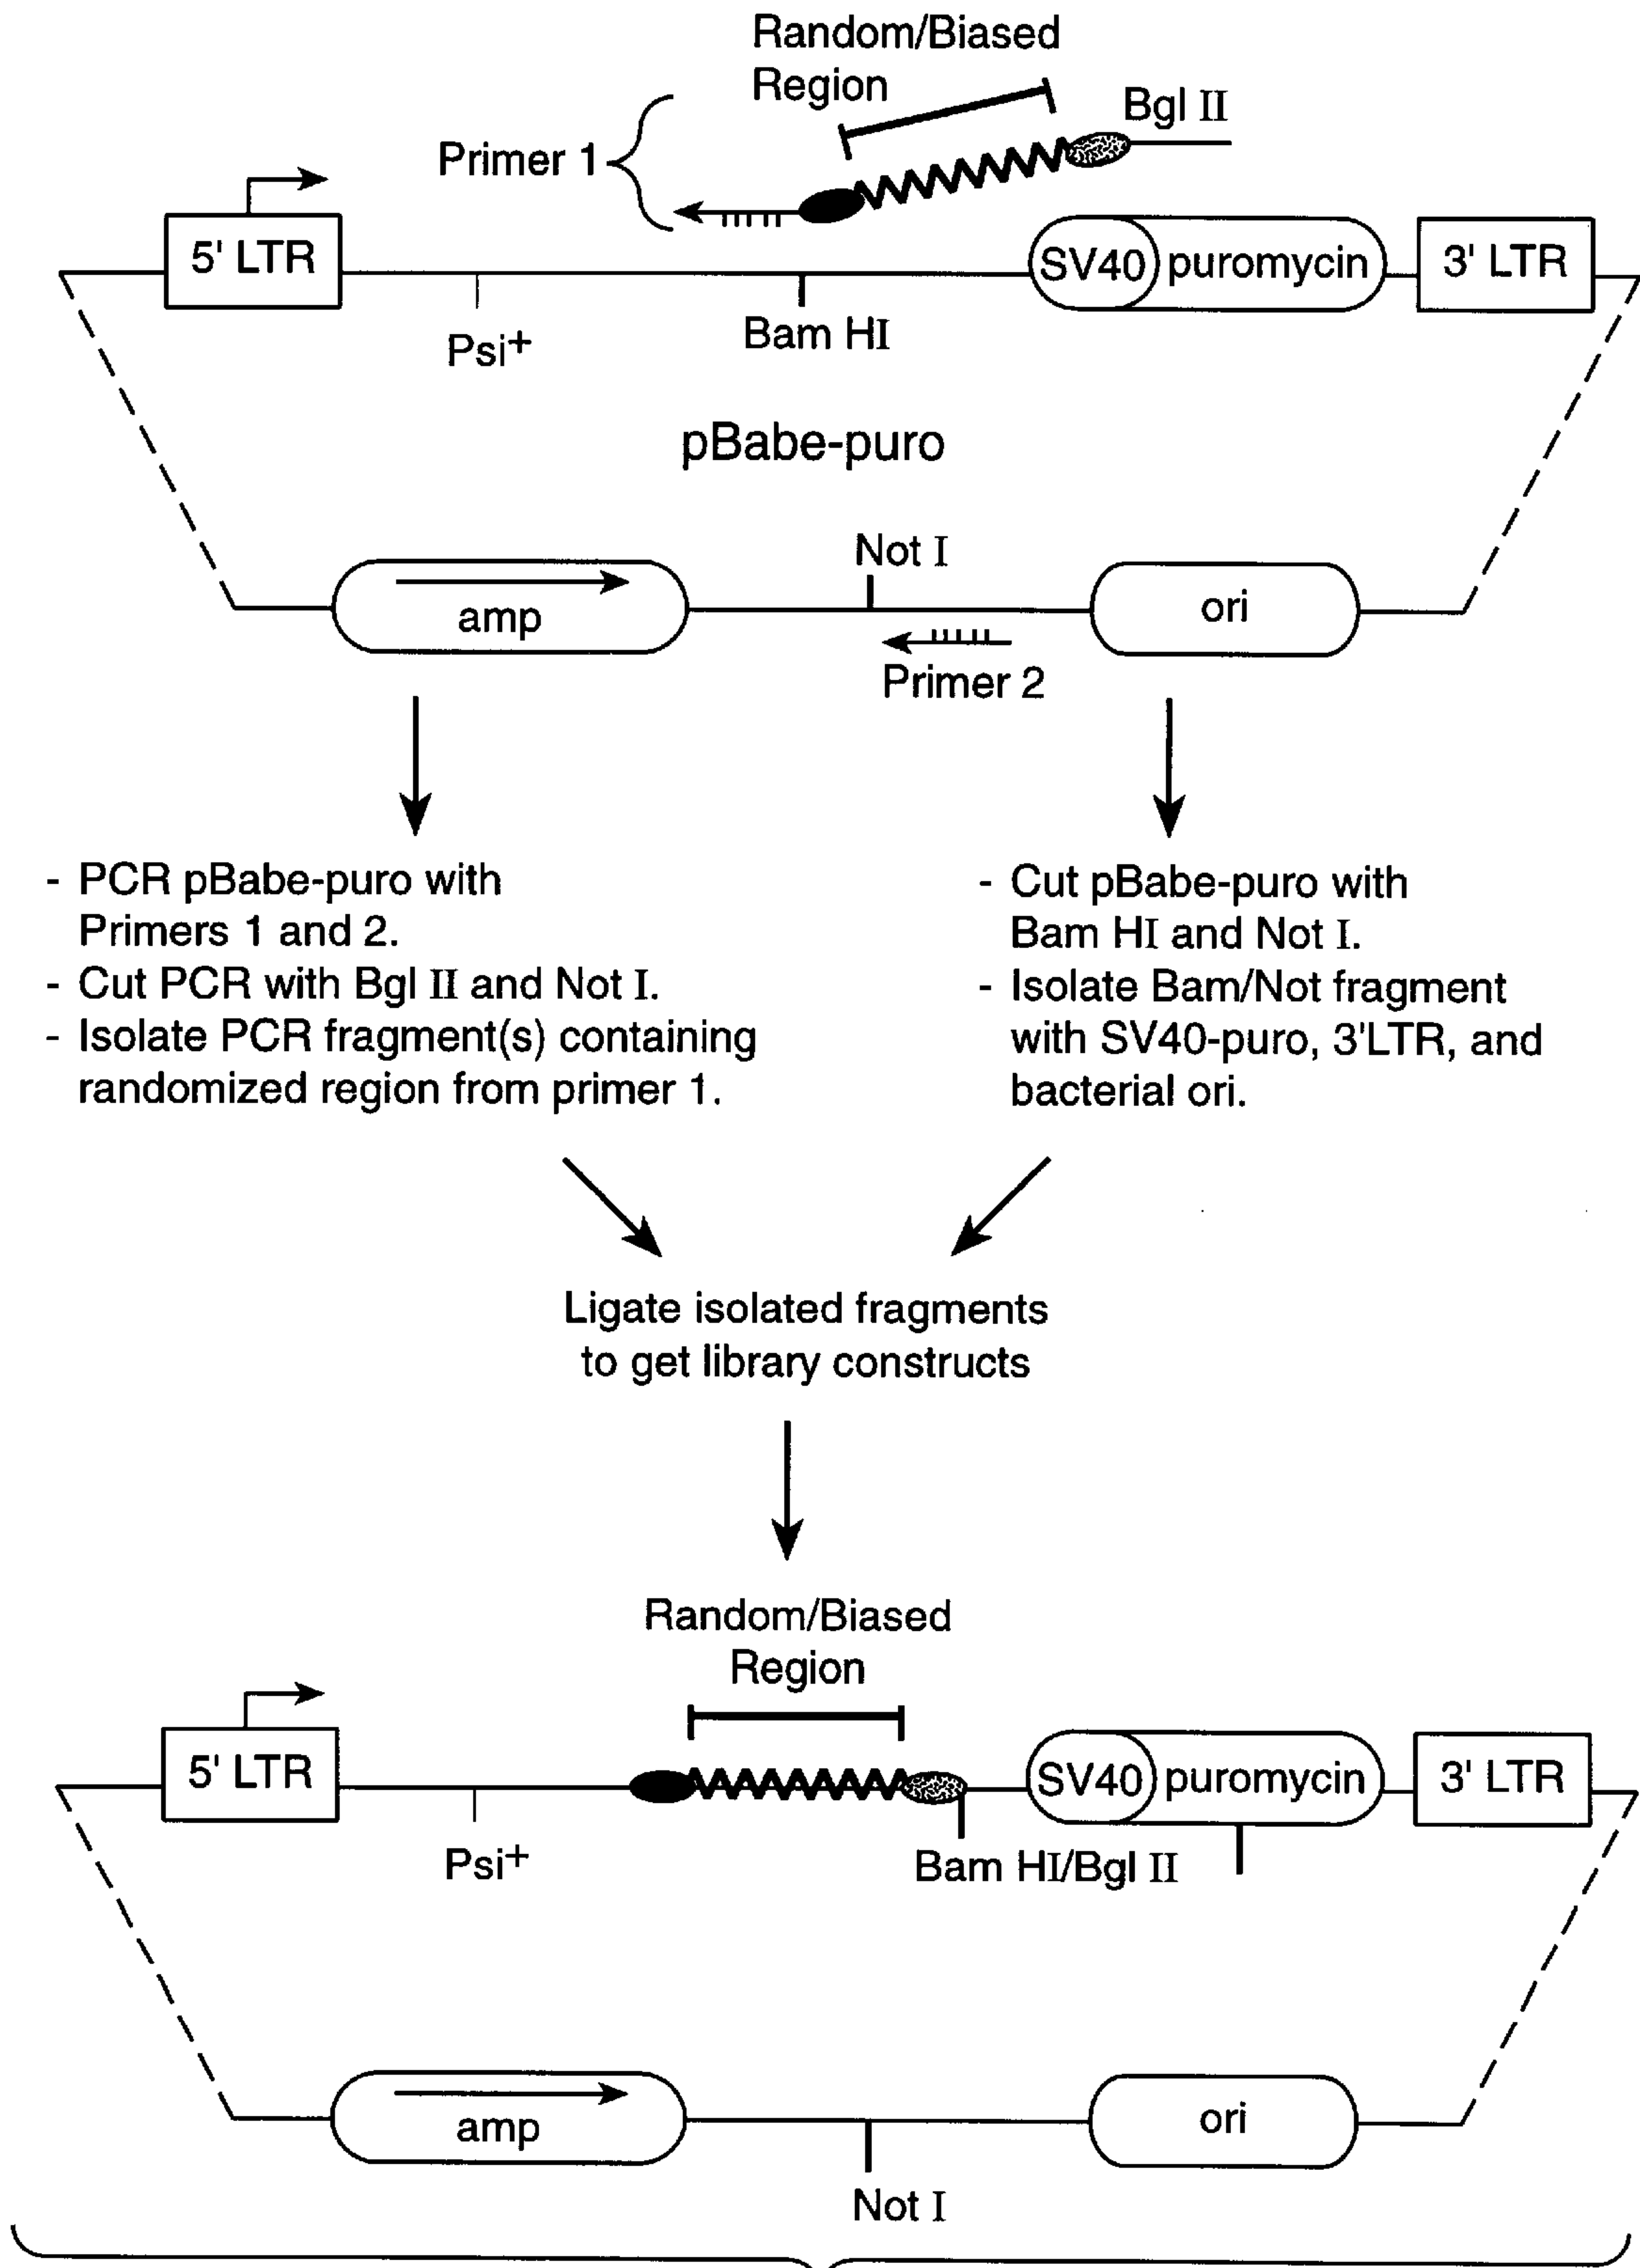 Random/Biased
Region
Bgl II
Primer 1
5' LTR
SV40
puromycin
3' LTR
Psi+
Bam HI
pBabe-puro
Not I
amp
ori
Primer 2
- PCR pBabe-puro with
Primers 1 and 2.
- Cut PCR with Bgl II and Not I.
- Isolate PCR fragment(s) containing
randomized region from primer 1.
- Cut pBabe-puro with
Bam HI and Not I.
- Isolate Bam/Not fragment
with SV40-puro, 3'LTR, and
bacterial ori.
Ligate isolated fragments
to get library constructs
Random/Biased
Region
5' LTR
SV40
puromycin
3' LTR
Psi+
Bam HI/Bgl II
amp
ori
Not I